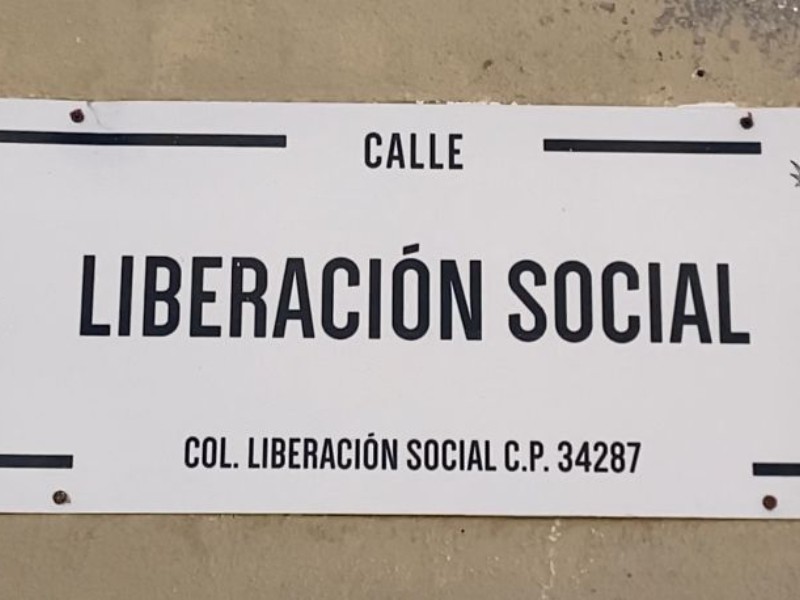 CALLE
LIBERACIÓN SOCIAL
COL. LIBERACIÓN SOCIAL C.P. 34287